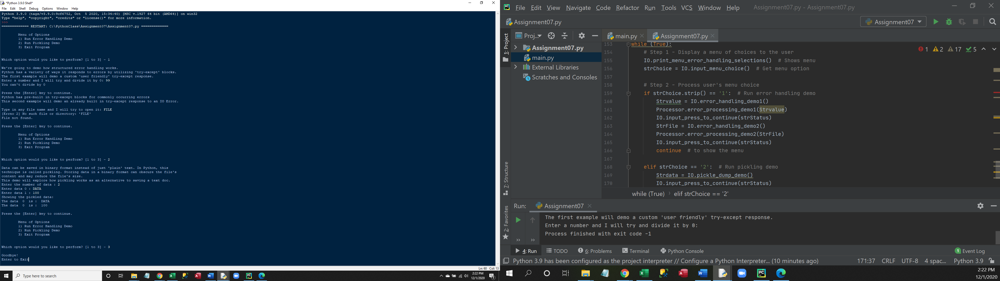 *Python 3.9.0 Shell*
File Edit Shell Debug Options Window Help
Python 3.9.0 (tags/v3.9.0:9cf6752, Oct  5 2020, 15:34:40) [MSC v.1927 64 bit (AMD64)] on win32
Type "help", "copyright", "credits" or "license()" for more information.
>>>
============= RESTART: C:\PythonClass\Assignment07\Assignment07.py =============
Menu of Options
1) Run Error Handling Demo
2) Run Pickling Demo
3) Exit Program
Which option would you like to perform? [1 to 3] - 1
We're going to demo how structured error handling works.
Python has a variety of ways it responds to errors by utilizing 'try-except' blocks.
The first example will demo a custom 'user friendly' try-except response.
Enter a number and I will try and divide it by 0: 99
You can't divide by 0
Press the [Enter] key to continue.
Python has pre-built in try-except blocks for commonly occurring errors
This second example will demo an already built in try-except response to an IO Error.
Type in any file name and I will try to open it: FILE
[Errno 2] No such file or directory: 'FILE'
File not found.
Press the [Enter] key to continue.
Menu of Options
1) Run Error Handling Demo
2) Run Pickling Demo
3) Exit Program
Which option would you like to perform? [1 to 3] - 2
Data can be saved in binary format instead of just 'plain' text. In Python, this
technique is called pickling. Storing data in a binary format can obscure the file's
content and may reduce the file's size.
This demo will explore how pickling works as an alternative to saving a text doc.
Enter the number of data : 2
Enter data 0 : DATA
Enter data 1 : 100
Showing the pickled data:
The data  0  is :  DATA
The data  0  is :  100
Press the [Enter] key to continue.
Menu of Options
1) Run Error Handling Demo
2) Run Pickling Demo
3) Exit Program
Which option would you like to perform? [1 to 3] - 3
Goodbye!
Enter to Exit
Ln: 60 Col: 13
Type here to search
2:22 PM
12/1/2020
1
File Edit View Navigate Code Refactor Run Tools VCS Window Help Assignment07.py - Assignment07.py
Assignment07.py
Assignment07
1: Project
Proj...
main.py
Assignment07.py
Assignment07.py
main.py
External Libraries
Scratches and Consoles
7: Structure
2: Favorites
1 2 17 5
153 while (True):
154 # Step 1 - Display a menu of choices to the user
155 IO.print_menu_error_handling_selections()  # Shows menu
156 strChoice = IO.input_menu_choice()  # Get menu option
157
158 # Step 2 - Process user's menu choice
159 if strChoice.strip() == '1':  # Run error handling demo
160 Strvalue = IO.error_handling_demo1()
161 Processor.error_processing_demo1(Strvalue)
162 IO.input_press_to_continue(strStatus)
163 StrFile = IO.error_handling_demo2()
164 Processor.error_processing_demo2(StrFile)
165 IO.input_press_to_continue(strStatus)
166 continue  # to show the menu
167
168 elif strChoice == '2':  # Run pickling demo
169 Strdata = IO.pickle_dump_demo()
170 IO.input_press_to_continue(strStatus)
while (True) › elif strChoice == '2'
Run: Assignment07
The first example will demo a custom 'user friendly' try-except response.
Enter a number and I will try and divide it by 0:
Process finished with exit code -1
4: Run TODO 6: Problems Terminal Python Console 1 Event Log
Python 3.9 has been configured as the project interpreter // Configure a Python Interpreter... (10 minutes ago) 171:37 CRLF UTF-8 4 spac... Python 3.9
2:22 PM
12/1/2020